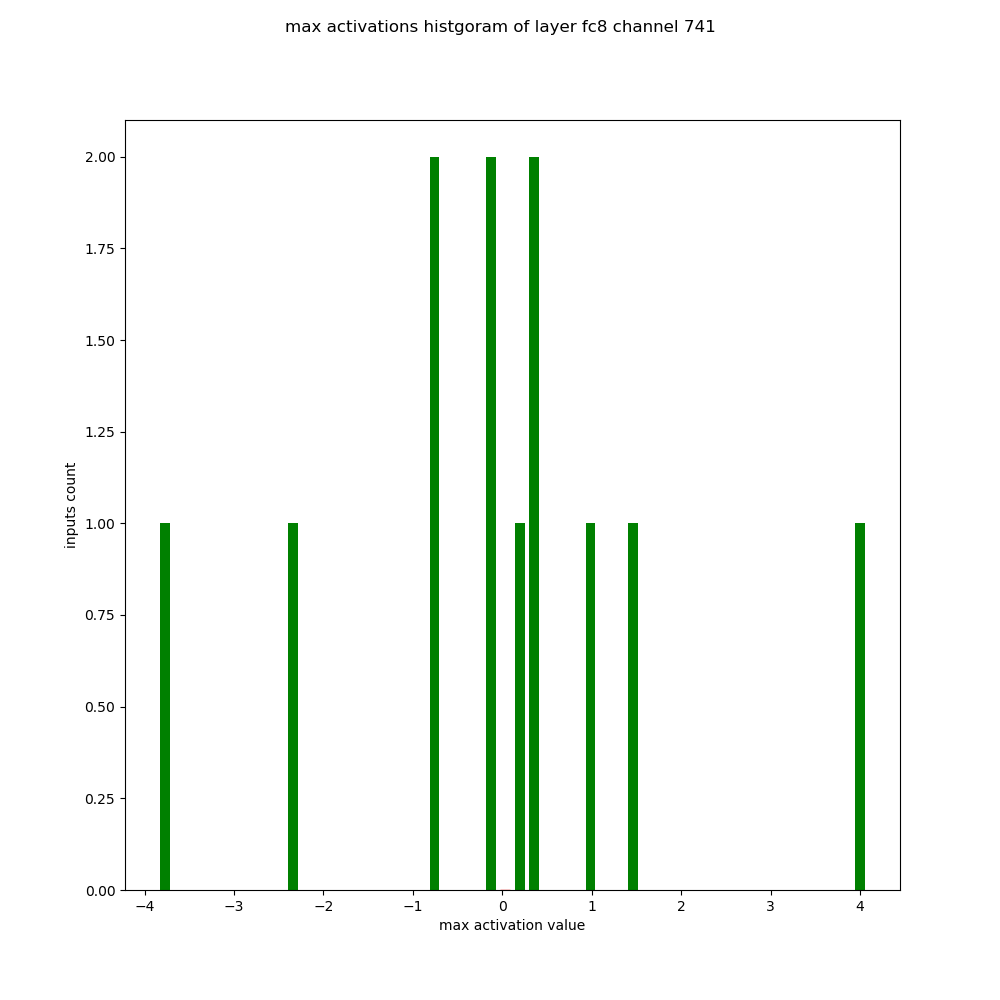 max activations histgoram of layer fc8 channel 741
2.00
1.75
1.50
1.25
1.00
0.75
0.50
0.25
0.00
inputs count
−4 −3 −2 −1 0 1 2 3 4
max activation value